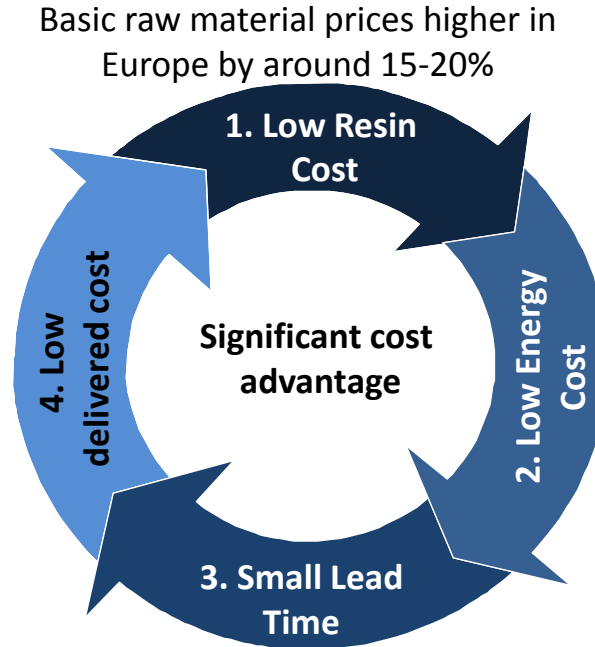 Basic raw material prices higher in
Europe by around 15-20%
1. Low Resin
Cost
2. Low Energy
Cost
3. Small Lead
Time
4. Low
delivered cost
Significant cost
advantage